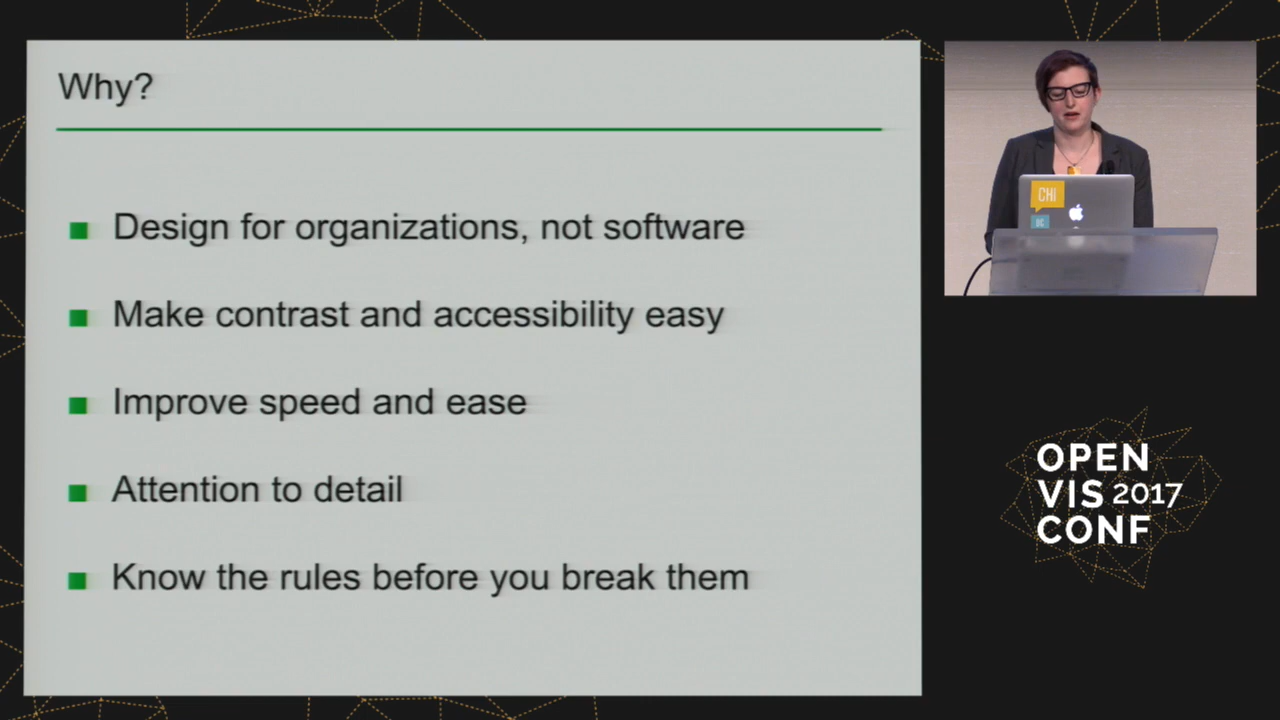 Why?
Design for organizations, not software
Make contrast and accessibility easy
Improve speed and ease
Attention to detail
Know the rules before you break them
CHI
OPEN
VIS 2017
CONF